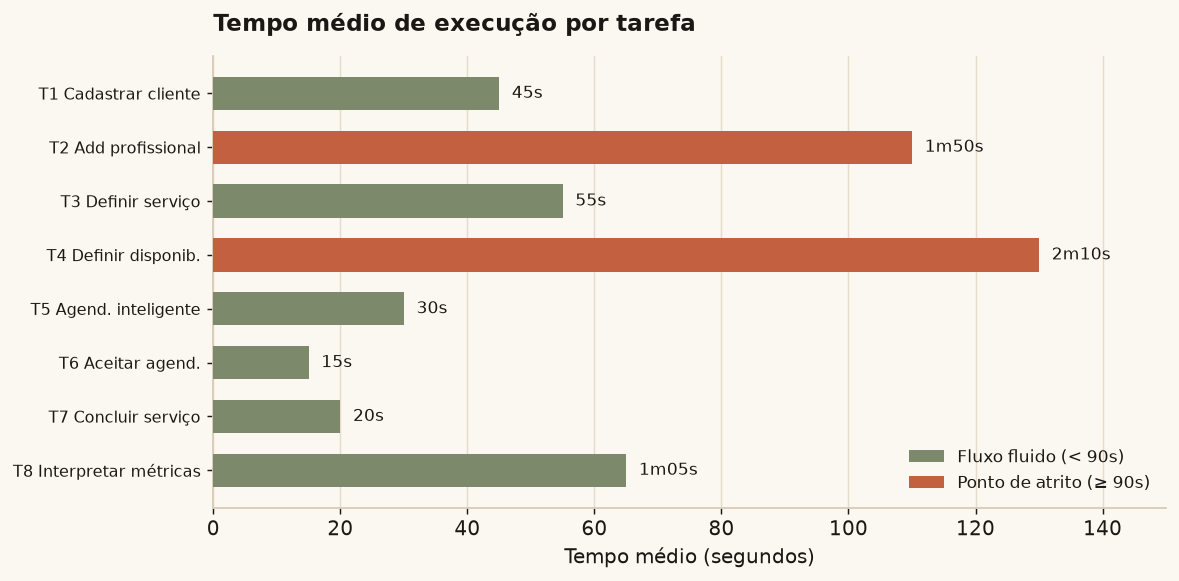 Tempo médio de execução por tarefa
T1 Cadastrar cliente
45s
T2 Add profissional
1m50s
T3 Definir serviço
55s
T4 Definir disponib.
2m10s
T5 Agend. inteligente
30s
T6 Aceitar agend.
15s
T7 Concluir serviço
20s
T8 Interpretar métricas
1m05s
Fluxo fluido (< 90s)
Ponto de atrito (≥ 90s)
0 20 40 60 80 100 120 140
Tempo médio (segundos)